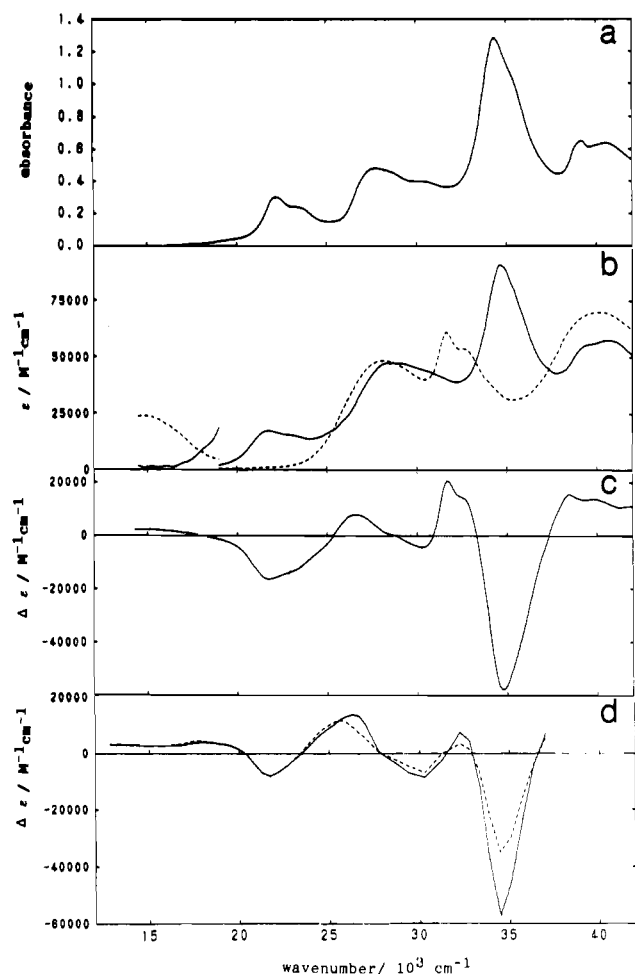 a
1.4
1.2
1.0
0.8
0.6
0.4
0.2
0.0
absorbance
b
75000
50000
25000
0
ε / M⁻¹cm⁻¹
c
20000
0
-20000
-40000
Δ ε / M⁻¹cm⁻¹
d
20000
0
-20000
-40000
-60000
Δ ε / M⁻¹cm⁻¹
15 20 25 30 35 40
wavenumber/ 10³ cm⁻¹